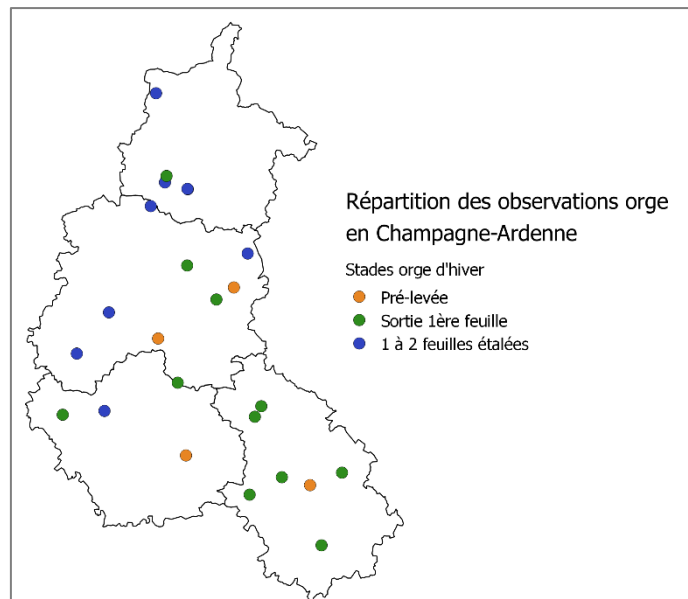 Répartition des observations orge
en Champagne-Ardenne
Stades orge d'hiver
Pré-levée
Sortie 1ère feuille
1 à 2 feuilles étalées